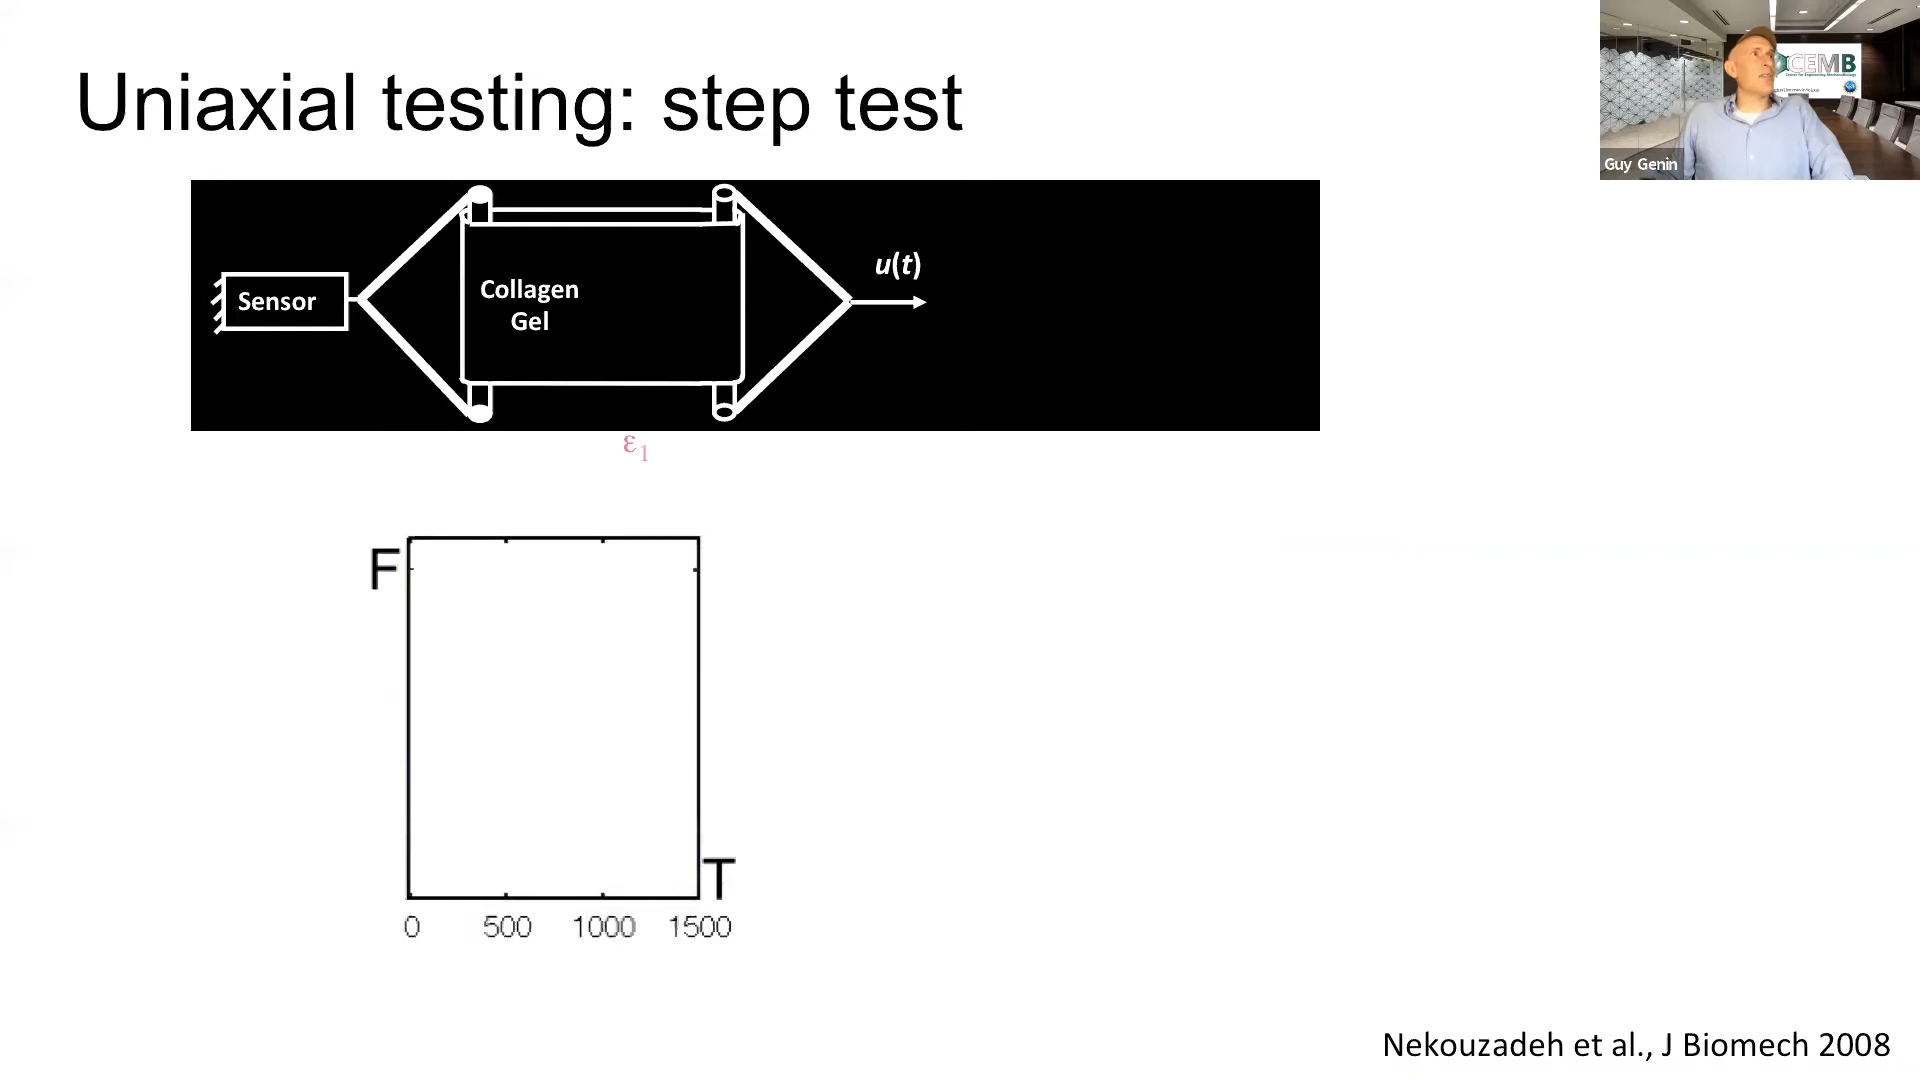 Uniaxial testing: step test
CEMB
Guy Genin
Sensor
Collagen
Gel
u(t)
ε1
F
T
0 500 1000 1500
Nekouzadeh et al., J Biomech 2008